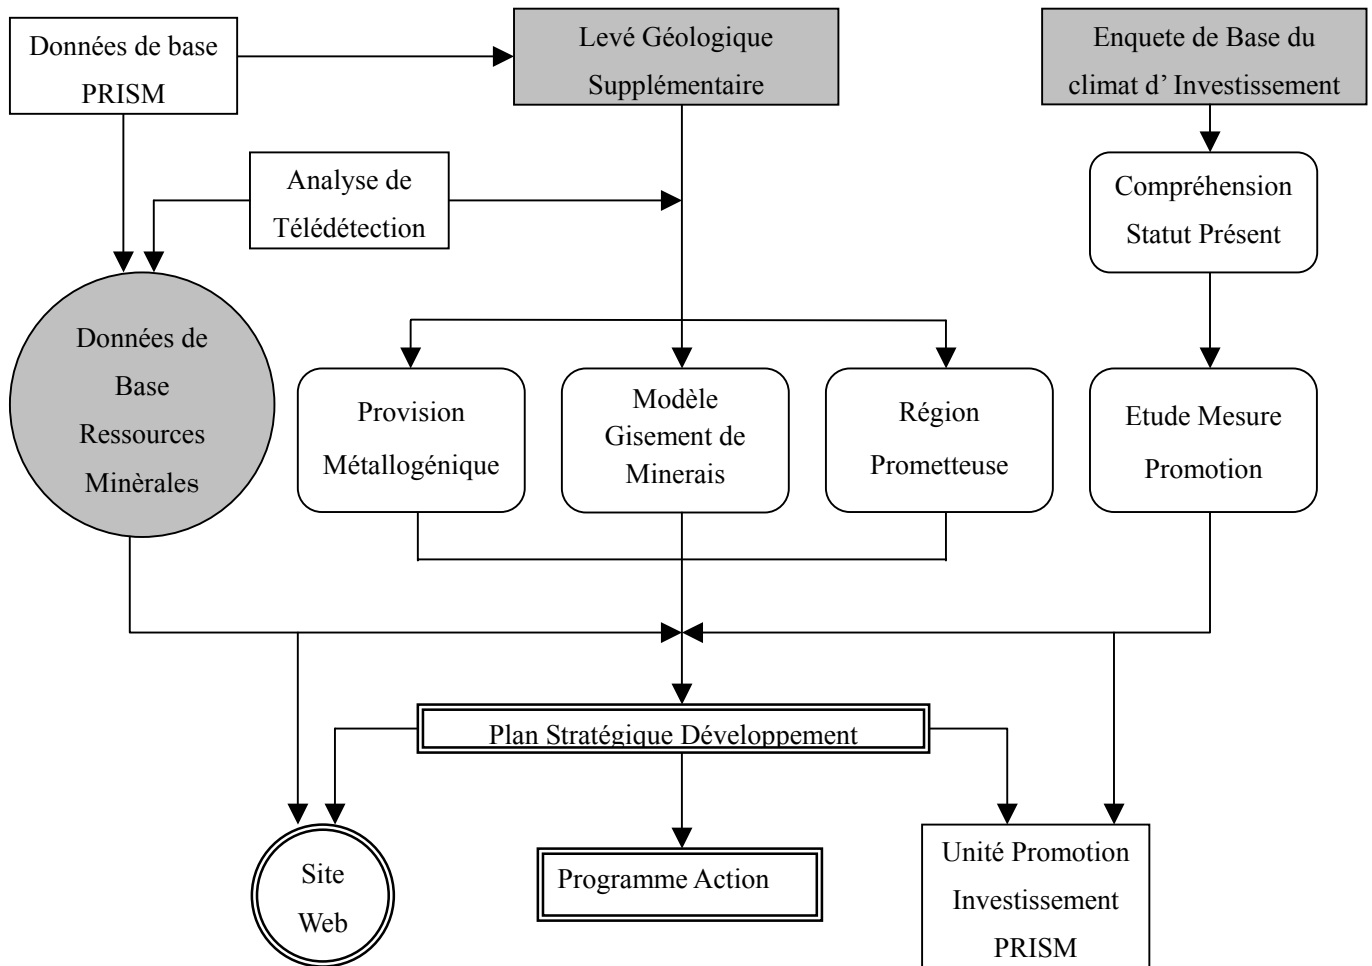 Données de base
PRISM
Levé Géologique
Supplémentaire
Enquete de Base du
climat d’ Investissement
Analyse de
Télédétection
Compréhension
Statut Présent
Données de
Base
Ressources
Minèrales
Provision
Métallogénique
Modèle
Gisement de
Minerais
Région
Prometteuse
Etude Mesure
Promotion
Plan Stratégique Développement
Site
Web
Programme Action
Unité Promotion
Investissement
PRISM